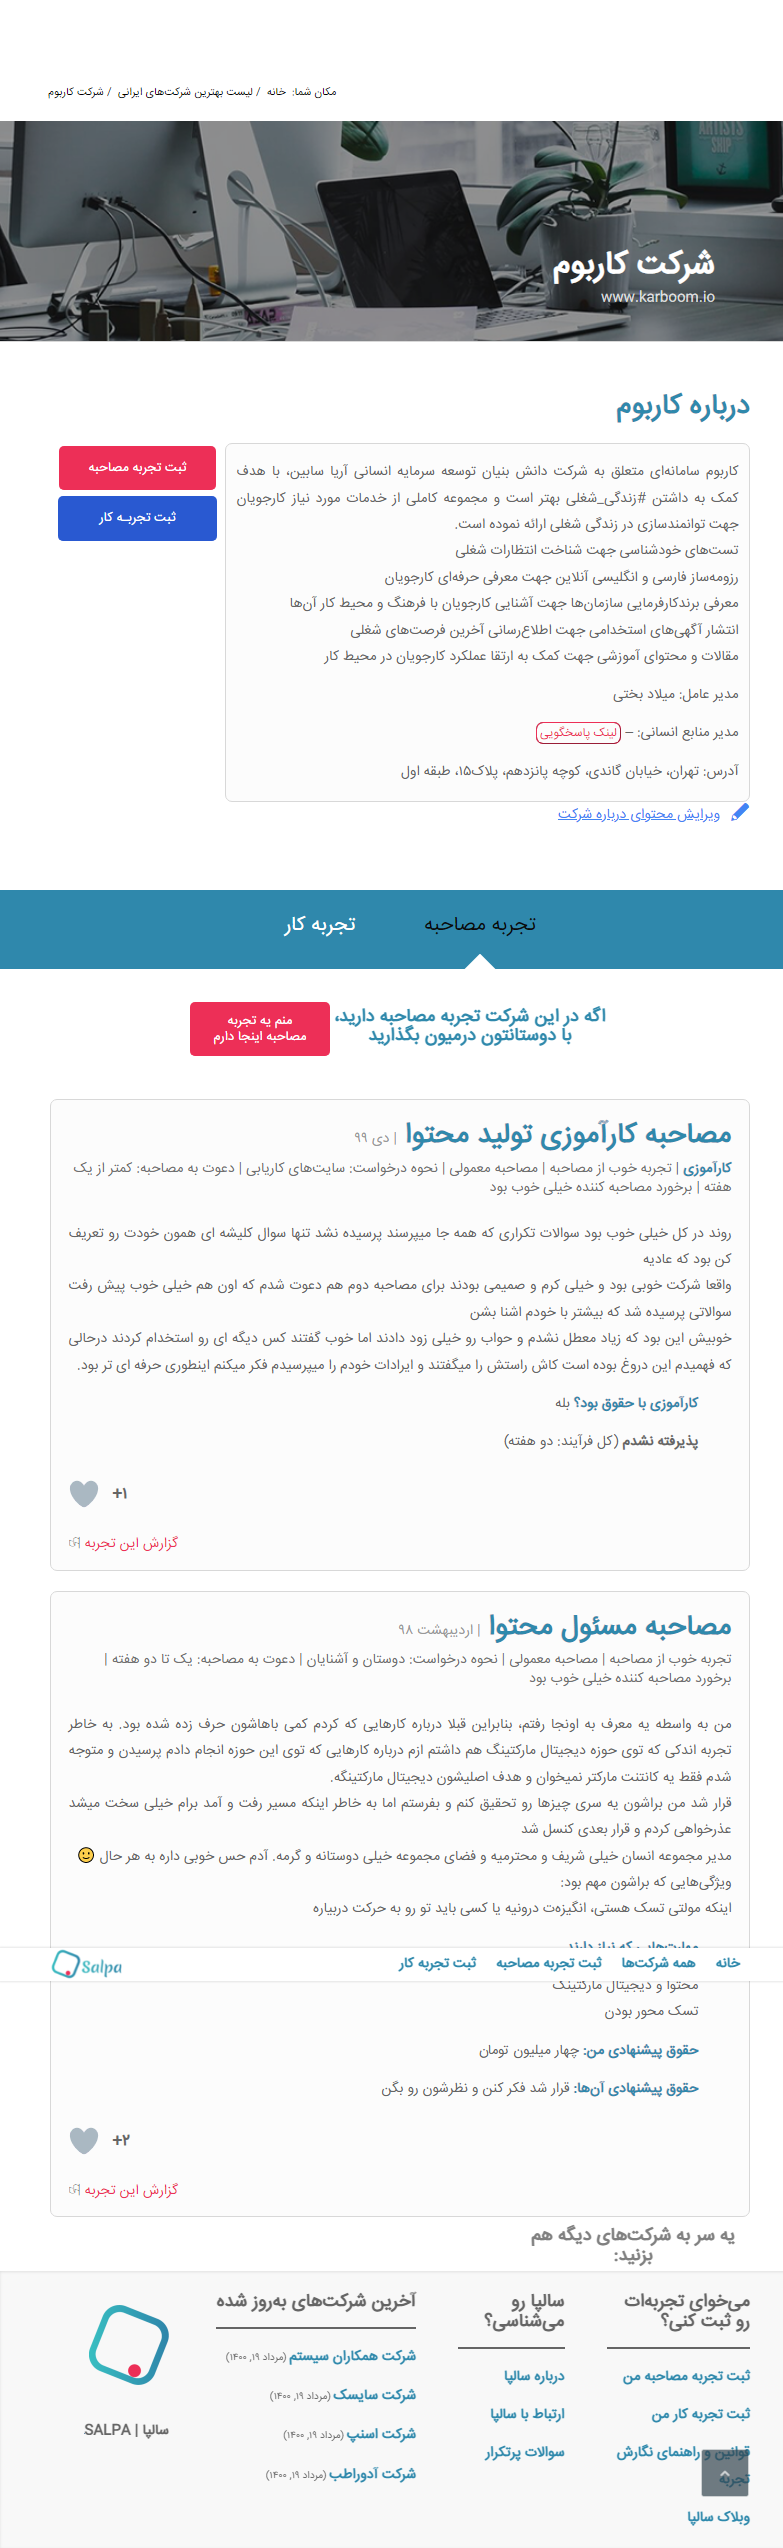 مکان شما: خانه / لیست بهترین شرکت‌های ایرانی / شرکت کاربوم
ARTISTS
SHIP
شرکت کاربوم
www.karboom.io
درباره کاربوم
ثبت تجربه مصاحبه
ثبت تجربـه کار
کاربوم سامانه‌ای متعلق به شرکت دانش بنیان توسعه سرمایه انسانی آریا سابین، با هدف
کمک به داشتن #زندگی_شغلی بهتر است و مجموعه کاملی از خدمات مورد نیاز کارجویان
جهت توانمندسازی در زندگی شغلی ارائه نموده است.
تست‌های خودشناسی جهت شناخت انتظارات شغلی
رزومه‌ساز فارسی و انگلیسی آنلاین جهت معرفی حرفه‌ای کارجویان
معرفی برندکارفرمایی سازمان‌ها جهت آشنایی کارجویان با فرهنگ و محیط کار آن‌ها
انتشار آگهی‌های استخدامی جهت اطلاع‌رسانی آخرین فرصت‌های شغلی
مقالات و محتوای آموزشی جهت کمک به ارتقا عملکرد کارجویان در محیط کار
مدیر عامل: میلاد بختی
مدیر منابع انسانی: – لینک پاسخگویی
آدرس: تهران، خیابان گاندی، کوچه پانزدهم، پلاک۱۵، طبقه اول
ویرایش محتوای درباره شرکت
تجربه مصاحبه
تجربه کار
اگه در این شرکت تجربه مصاحبه دارید،
با دوستانتون درمیون بگذارید
منم یه تجربه
مصاحبه اینجا دارم
مصاحبه کارآموزی تولید محتوا | دی ۹۹
کارآموزی | تجربه خوب از مصاحبه | مصاحبه معمولی | نحوه درخواست: سایت‌های کاریابی | دعوت به مصاحبه: کمتر از یک
هفته | برخورد مصاحبه کننده خیلی خوب بود
روند در کل خیلی خوب بود سوالات تکراری که همه جا میپرسند پرسیده نشد تنها سوال کلیشه ای همون خودت رو تعریف
کن بود که عادیه
واقعا شرکت خوبی بود و خیلی کرم و صمیمی بودند برای مصاحبه دوم هم دعوت شدم که اون هم خیلی خوب پیش رفت
سوالاتی پرسیده شد که بیشتر با خودم اشنا بشن
خوبیش این بود که زیاد معطل نشدم و حواب رو خیلی زود دادند اما خوب گفتند کس دیگه ای رو استخدام کردند درحالی
که فهمیدم این دروغ بوده است کاش راستش را میگفتند و ایرادات خودم را میپرسیدم فکر میکنم اینطوری حرفه ای تر بود.
کارآموزی با حقوق بود؟ بله
پذیرفته نشدم (کل فرآیند: دو هفته)
+۱
گزارش این تجربه
مصاحبه مسئول محتوا | اردیبهشت ۹۸
تجربه خوب از مصاحبه | مصاحبه معمولی | نحوه درخواست: دوستان و آشنایان | دعوت به مصاحبه: یک تا دو هفته |
برخورد مصاحبه کننده خیلی خوب بود
من به واسطه یه معرف به اونجا رفتم، بنابراین قبلا درباره کارهایی که کردم کمی باهاشون حرف زده شده بود. به خاطر
تجربه اندکی که توی حوزه دیجیتال مارکتینگ هم داشتم ازم درباره کارهایی که توی این حوزه انجام دادم پرسیدن و متوجه
شدم فقط یه کانتنت مارکتر نمیخوان و هدف اصلیشون دیجیتال مارکتینگه.
قرار شد من براشون یه سری چیزها رو تحقیق کنم و بفرستم اما به خاطر اینکه مسیر رفت و آمد برام خیلی سخت میشد
عذرخواهی کردم و قرار بعدی کنسل شد
مدیر مجموعه انسان خیلی شریف و محترمیه و فضای مجموعه خیلی دوستانه و گرمه. آدم حس خوبی داره به هر حال 🙂
ویژگی‌هایی که براشون مهم بود:
اینکه مولتی تسک هستی، انگیزه‌ت درونیه یا کسی باید تو رو به حرکت دربیاره
مهارت‌هایی که نیاز دارند
خانه
همه شرکت‌ها
ثبت تجربه مصاحبه
ثبت تجربه کار
Salpa
محتوا و دیجیتال مارکتینگ
تسک محور بودن
حقوق پیشنهادی من: چهار میلیون تومان
حقوق پیشنهادی آن‌ها: قرار شد فکر کنن و نظرشون رو بگن
+۲
گزارش این تجربه
یه سر به شرکت‌های دیگه هم
بزنید:
می‌خوای تجربه‌ات
رو ثبت کنی؟
ثبت تجربه مصاحبه من
ثبت تجربه کار من
قوانین و راهنمای نگارش
تجربه
وبلاگ سالپا
سالپا رو
می‌شناسی؟
درباره سالپا
ارتباط با سالپا
سوالات پرتکرار
آخرین شرکت‌های به‌روز شده
شرکت همکاران سیستم (مرداد ۱۹, ۱۴۰۰)
شرکت سایسک (مرداد ۱۹, ۱۴۰۰)
شرکت اسنپ (مرداد ۱۹, ۱۴۰۰)
شرکت آدوراطب (مرداد ۱۹, ۱۴۰۰)
سالپا | SALPA